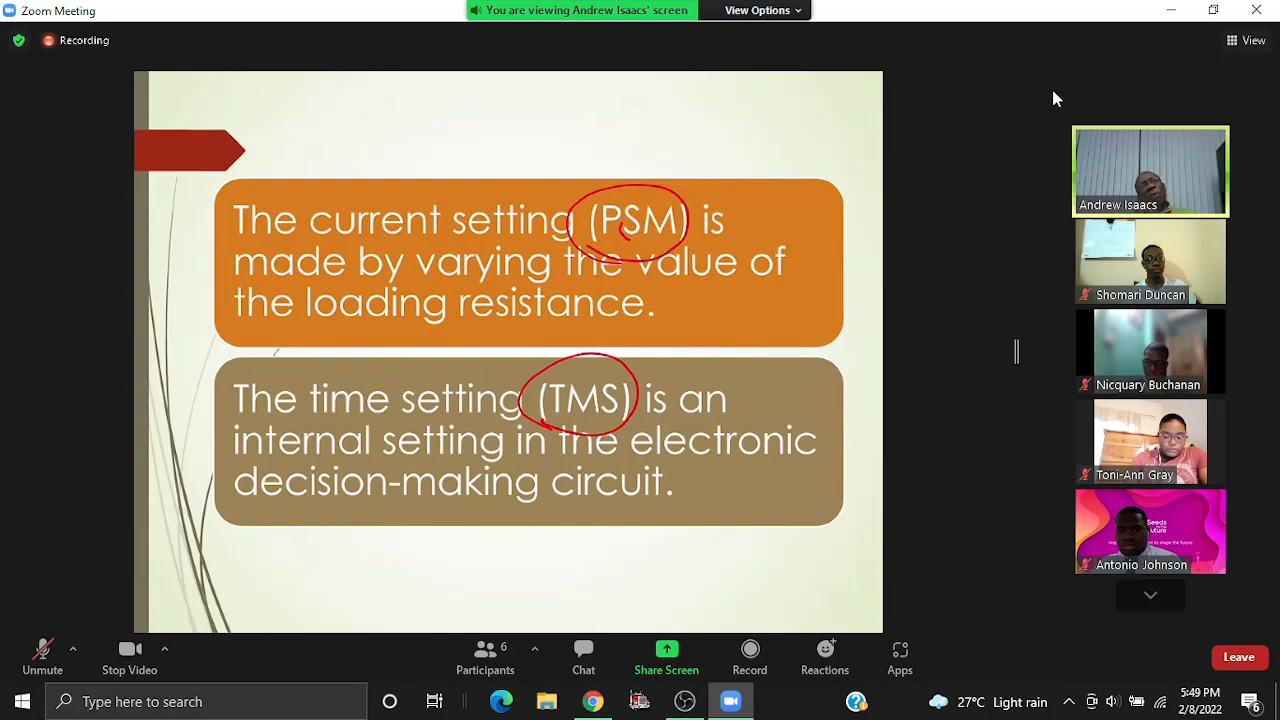 Zoom Meeting
You are viewing Andrew Isaacs' screen
View Options
Recording
View
The current setting (PSM) is
made by varying the value of
the loading resistance.
The time setting (TMS) is an
internal setting in the electronic
decision-making circuit.
Andrew Isaacs
Shomari Duncan
Nicquary Buchanan
Toni-Ann Gray
Seeds
Future
Antonio Johnson
Unmute
Stop Video
6
Participants
Chat
Share Screen
Record
Reactions
Apps
Leave
Type here to search
27°C Light rain
5:49 PM
2/8/2022
6